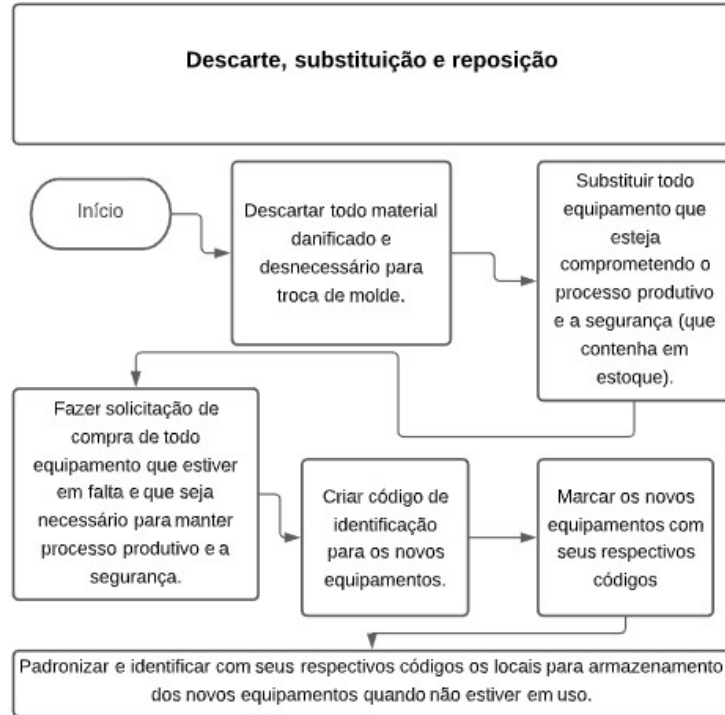 Descarte, substituição e reposição
Início
Descartar todo material
danificado e
desnecessário para
troca de molde.
Substituir todo
equipamento que
esteja
comprometendo o
processo produtivo
e a segurança (que
contenha em
estoque).
Fazer solicitação de
compra de todo
equipamento que estiver
em falta e que seja
necessário para manter
processo produtivo e a
segurança.
Criar código de
identificação
para os novos
equipamentos.
Marcar os novos
equipamentos com
seus respectivos
códigos
Padronizar e identificar com seus respectivos códigos os locais para armazenamento
dos novos equipamentos quando não estiver em uso.